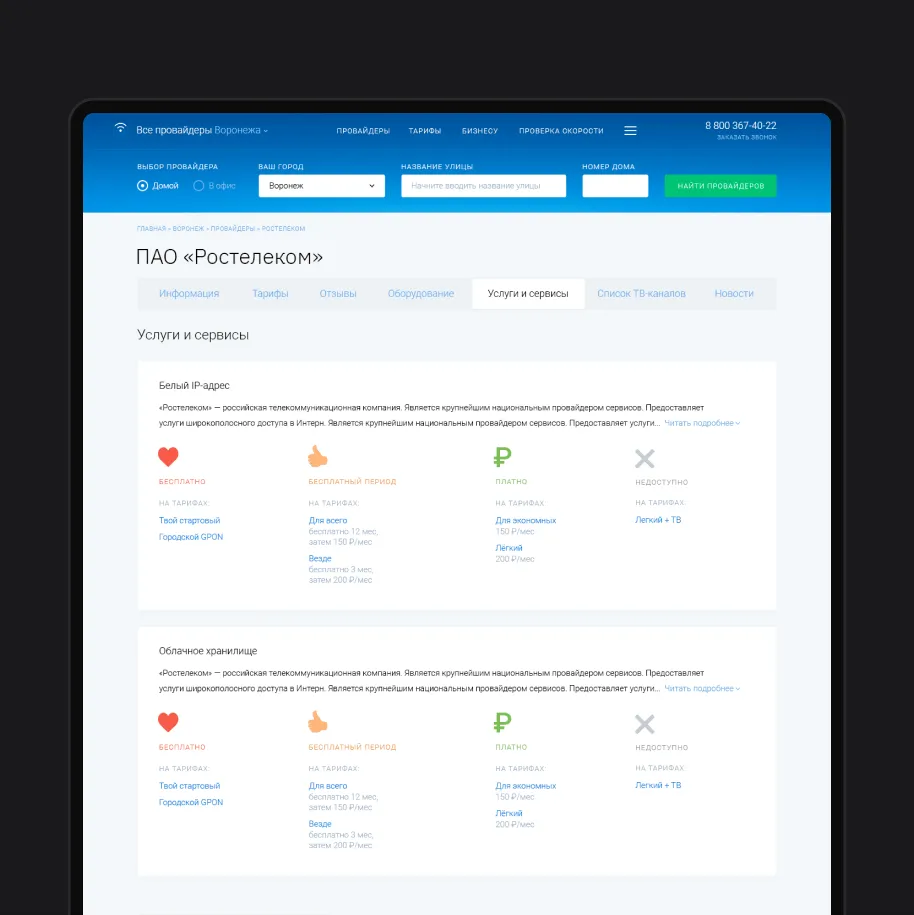 Все провайдеры Воронежа
ПРОВАЙДЕРЫ ТАРИФЫ БИЗНЕСУ ПРОВЕРКА СКОРОСТИ
8 800 367-40-22
ЗАКАЗАТЬ ЗВОНОК
ВЫБОР ПРОВАЙДЕРА ВАШ ГОРОД НАЗВАНИЕ УЛИЦЫ НОМЕР ДОМА
Домой В офис Воронеж Начните вводить название улицы НАЙТИ ПРОВАЙДЕРОВ
ГЛАВНАЯ » ВОРОНЕЖ » ПРОВАЙДЕРЫ » РОСТЕЛЕКОМ
ПАО «Ростелеком»
Информация Тарифы Отзывы Оборудование Услуги и сервисы Список ТВ-каналов Новости
Услуги и сервисы
Белый IP-адрес
«Ростелеком» — российская телекоммуникационная компания. Является крупнейшим национальным провайдером сервисов. Предоставляет
услуги широкополосного доступа в Интерн. Является крупнейшим национальным провайдером сервисов. Предоставляет услуги... Читать подробнее
БЕСПЛАТНО БЕСПЛАТНЫЙ ПЕРИОД ПЛАТНО НЕДОСТУПНО
НА ТАРИФАХ: НА ТАРИФАХ: НА ТАРИФАХ: НА ТАРИФАХ:
Твой стартовый Для всего Для экономных Легкий + ТВ
бесплатно 12 мес, 150 ₽/мес
Городской GPON затем 150 ₽/мес Лёгкий
Везде 200 ₽/мес
бесплатно 3 мес,
затем 200 ₽/мес
Облачное хранилище
«Ростелеком» — российская телекоммуникационная компания. Является крупнейшим национальным провайдером сервисов. Предоставляет
услуги широкополосного доступа в Интерн. Является крупнейшим национальным провайдером сервисов. Предоставляет услуги... Читать подробнее
БЕСПЛАТНО БЕСПЛАТНЫЙ ПЕРИОД ПЛАТНО НЕДОСТУПНО
НА ТАРИФАХ: НА ТАРИФАХ: НА ТАРИФАХ: НА ТАРИФАХ:
Твой стартовый Для всего Для экономных Легкий + ТВ
бесплатно 12 мес, 150 ₽/мес
Городской GPON затем 150 ₽/мес Лёгкий
Везде 200 ₽/мес
бесплатно 3 мес,
затем 200 ₽/мес